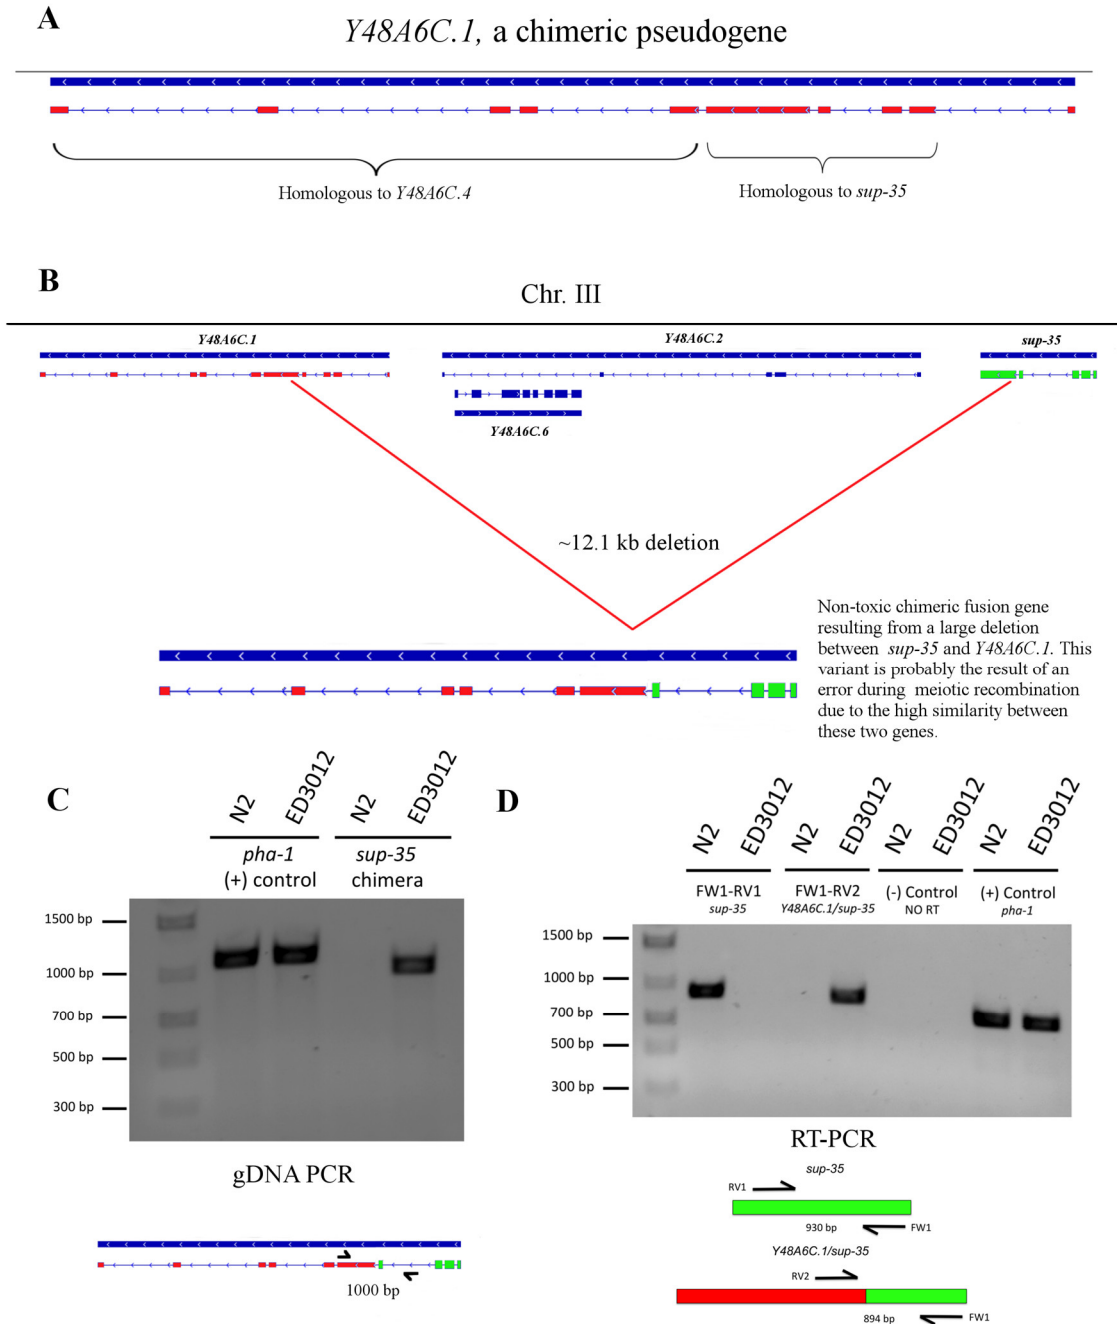 A
Y48A6C.1, a chimeric pseudogene
Homologous to Y48A6C.4
Homologous to sup-35
B
Chr. III
Y48A6C.1
Y48A6C.2
sup-35
Y48A6C.6
~12.1 kb deletion
Non-toxic chimeric fusion gene
resulting from a large deletion
between sup-35 and Y48A6C.1. This
variant is probably the result of an
error during meiotic recombination
due to the high similarity between
these two genes.
C
N2
ED3012
N2
ED3012
pha-1
(+) control
sup-35
chimera
1500 bp
1000 bp
700 bp
500 bp
300 bp
gDNA PCR
1000 bp
D
N2
ED3012
N2
ED3012
N2
ED3012
N2
ED3012
FW1-RV1
sup-35
FW1-RV2
Y48A6C.1/sup-35
(-) Control
NO RT
(+) Control
pha-1
1500 bp
1000 bp
700 bp
500 bp
300 bp
RT-PCR
sup-35
RV1
930 bp
FW1
Y48A6C.1/sup-35
RV2
894 bp
FW1